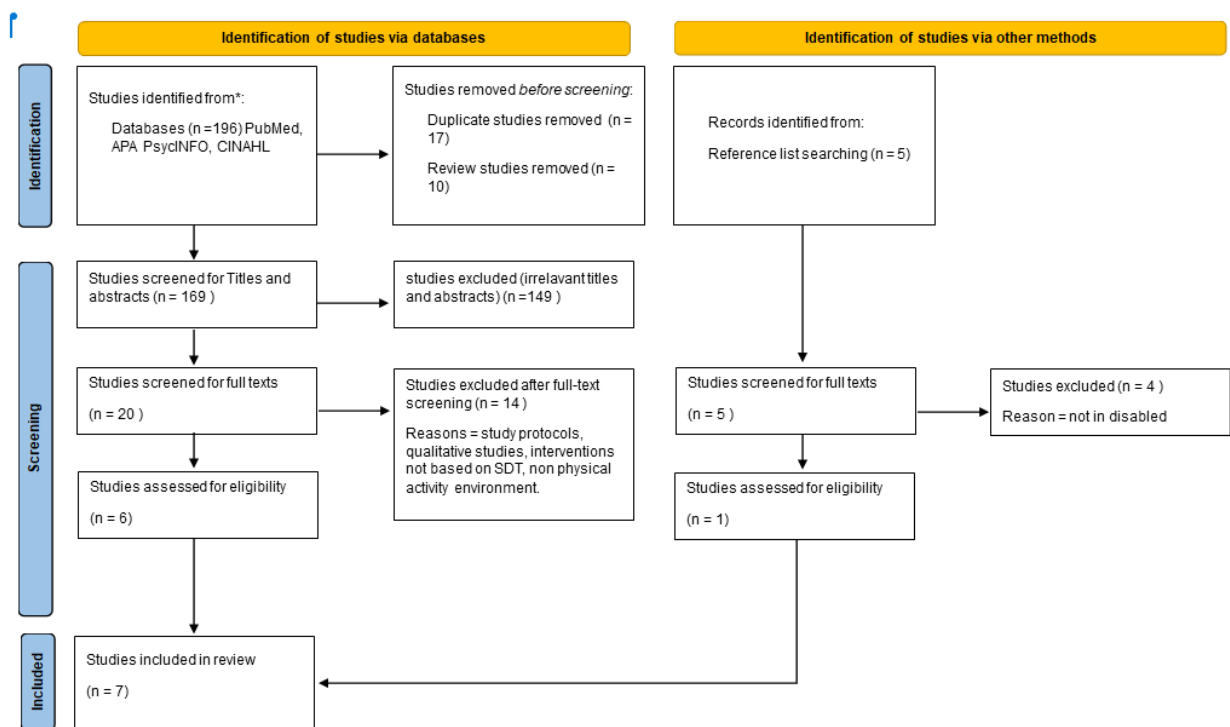 Identification of studies via databases
Identification of studies via other methods
Identification
Studies identified from*:
Databases (n =196) PubMed,
APA PsycINFO, CINAHL
Studies removed before screening:
Duplicate studies removed (n =
17)
Review studies removed (n =
10)
Records identified from:
Reference list searching (n = 5)
Screening
Studies screened for Titles and
abstracts (n = 169 )
studies excluded (irrelavant titles
and abstracts) (n =149 )
Studies screened for full texts
(n = 20 )
Studies excluded after full-text
screening (n = 14 )
Reasons = study protocols,
qualitative studies, interventions
not based on SDT, non physical
activity environment.
Studies screened for full texts
(n = 5 )
Studies excluded (n = 4 )
Reason = not in disabled
Studies assessed for eligibility
(n = 6)
Studies assessed for eligibility
(n = 1)
Included
Studies included in review
(n = 7)